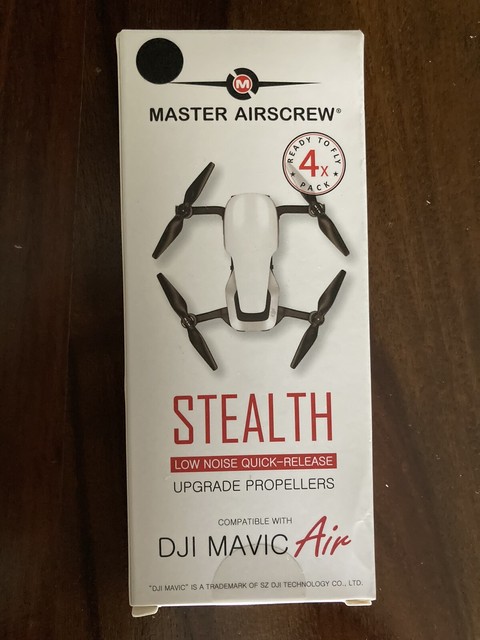 M
MASTER AIRSCREW®
READY TO FLY
4x
PACK
STEALTH
LOW NOISE QUICK-RELEASE
UPGRADE PROPELLERS
COMPATIBLE WITH
DJI MAVIC Air
"DJI MAVIC" IS A TRADEMARK OF SZ DJI TECHNOLOGY CO., LTD.